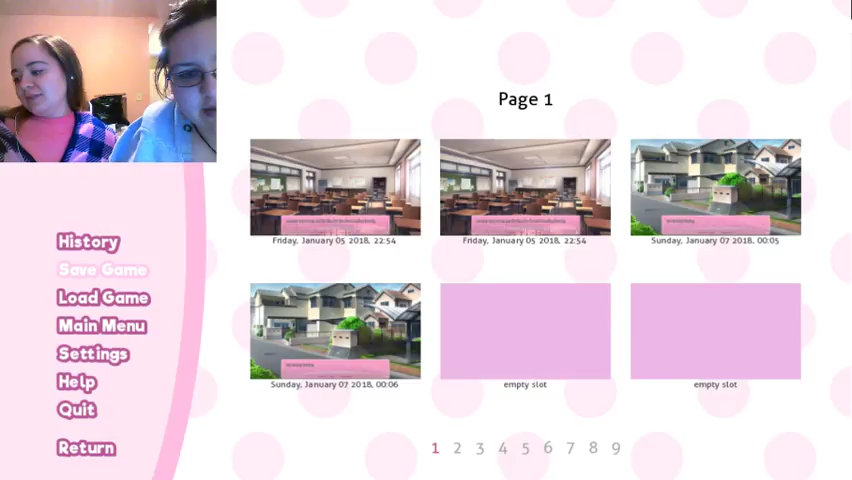 Page 1
Friday, January 05 2018, 22:54
Friday, January 05 2018, 22:54
Sunday, January 07 2018, 00:05
Sunday, January 07 2018, 00:06
empty slot
empty slot
History
Save Game
Load Game
Main Menu
Settings
Help
Quit
Return
1 2 3 4 5 6 7 8 9